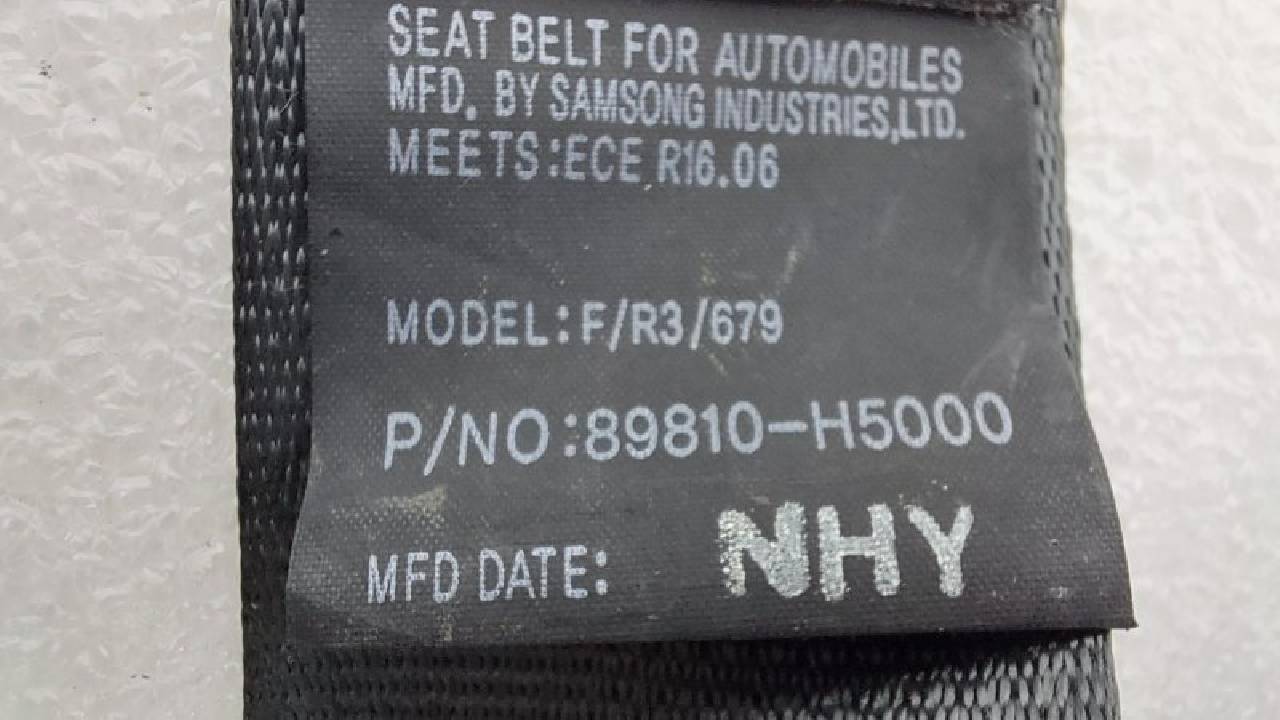 SEAT BELT FOR AUTOMOBILES
MFD. BY SAMSONG INDUSTRIES,LTD.
MEETS:ECE R16.06
MODEL:F/R3/679
P/NO:89810-H5000
MFD DATE: NHY